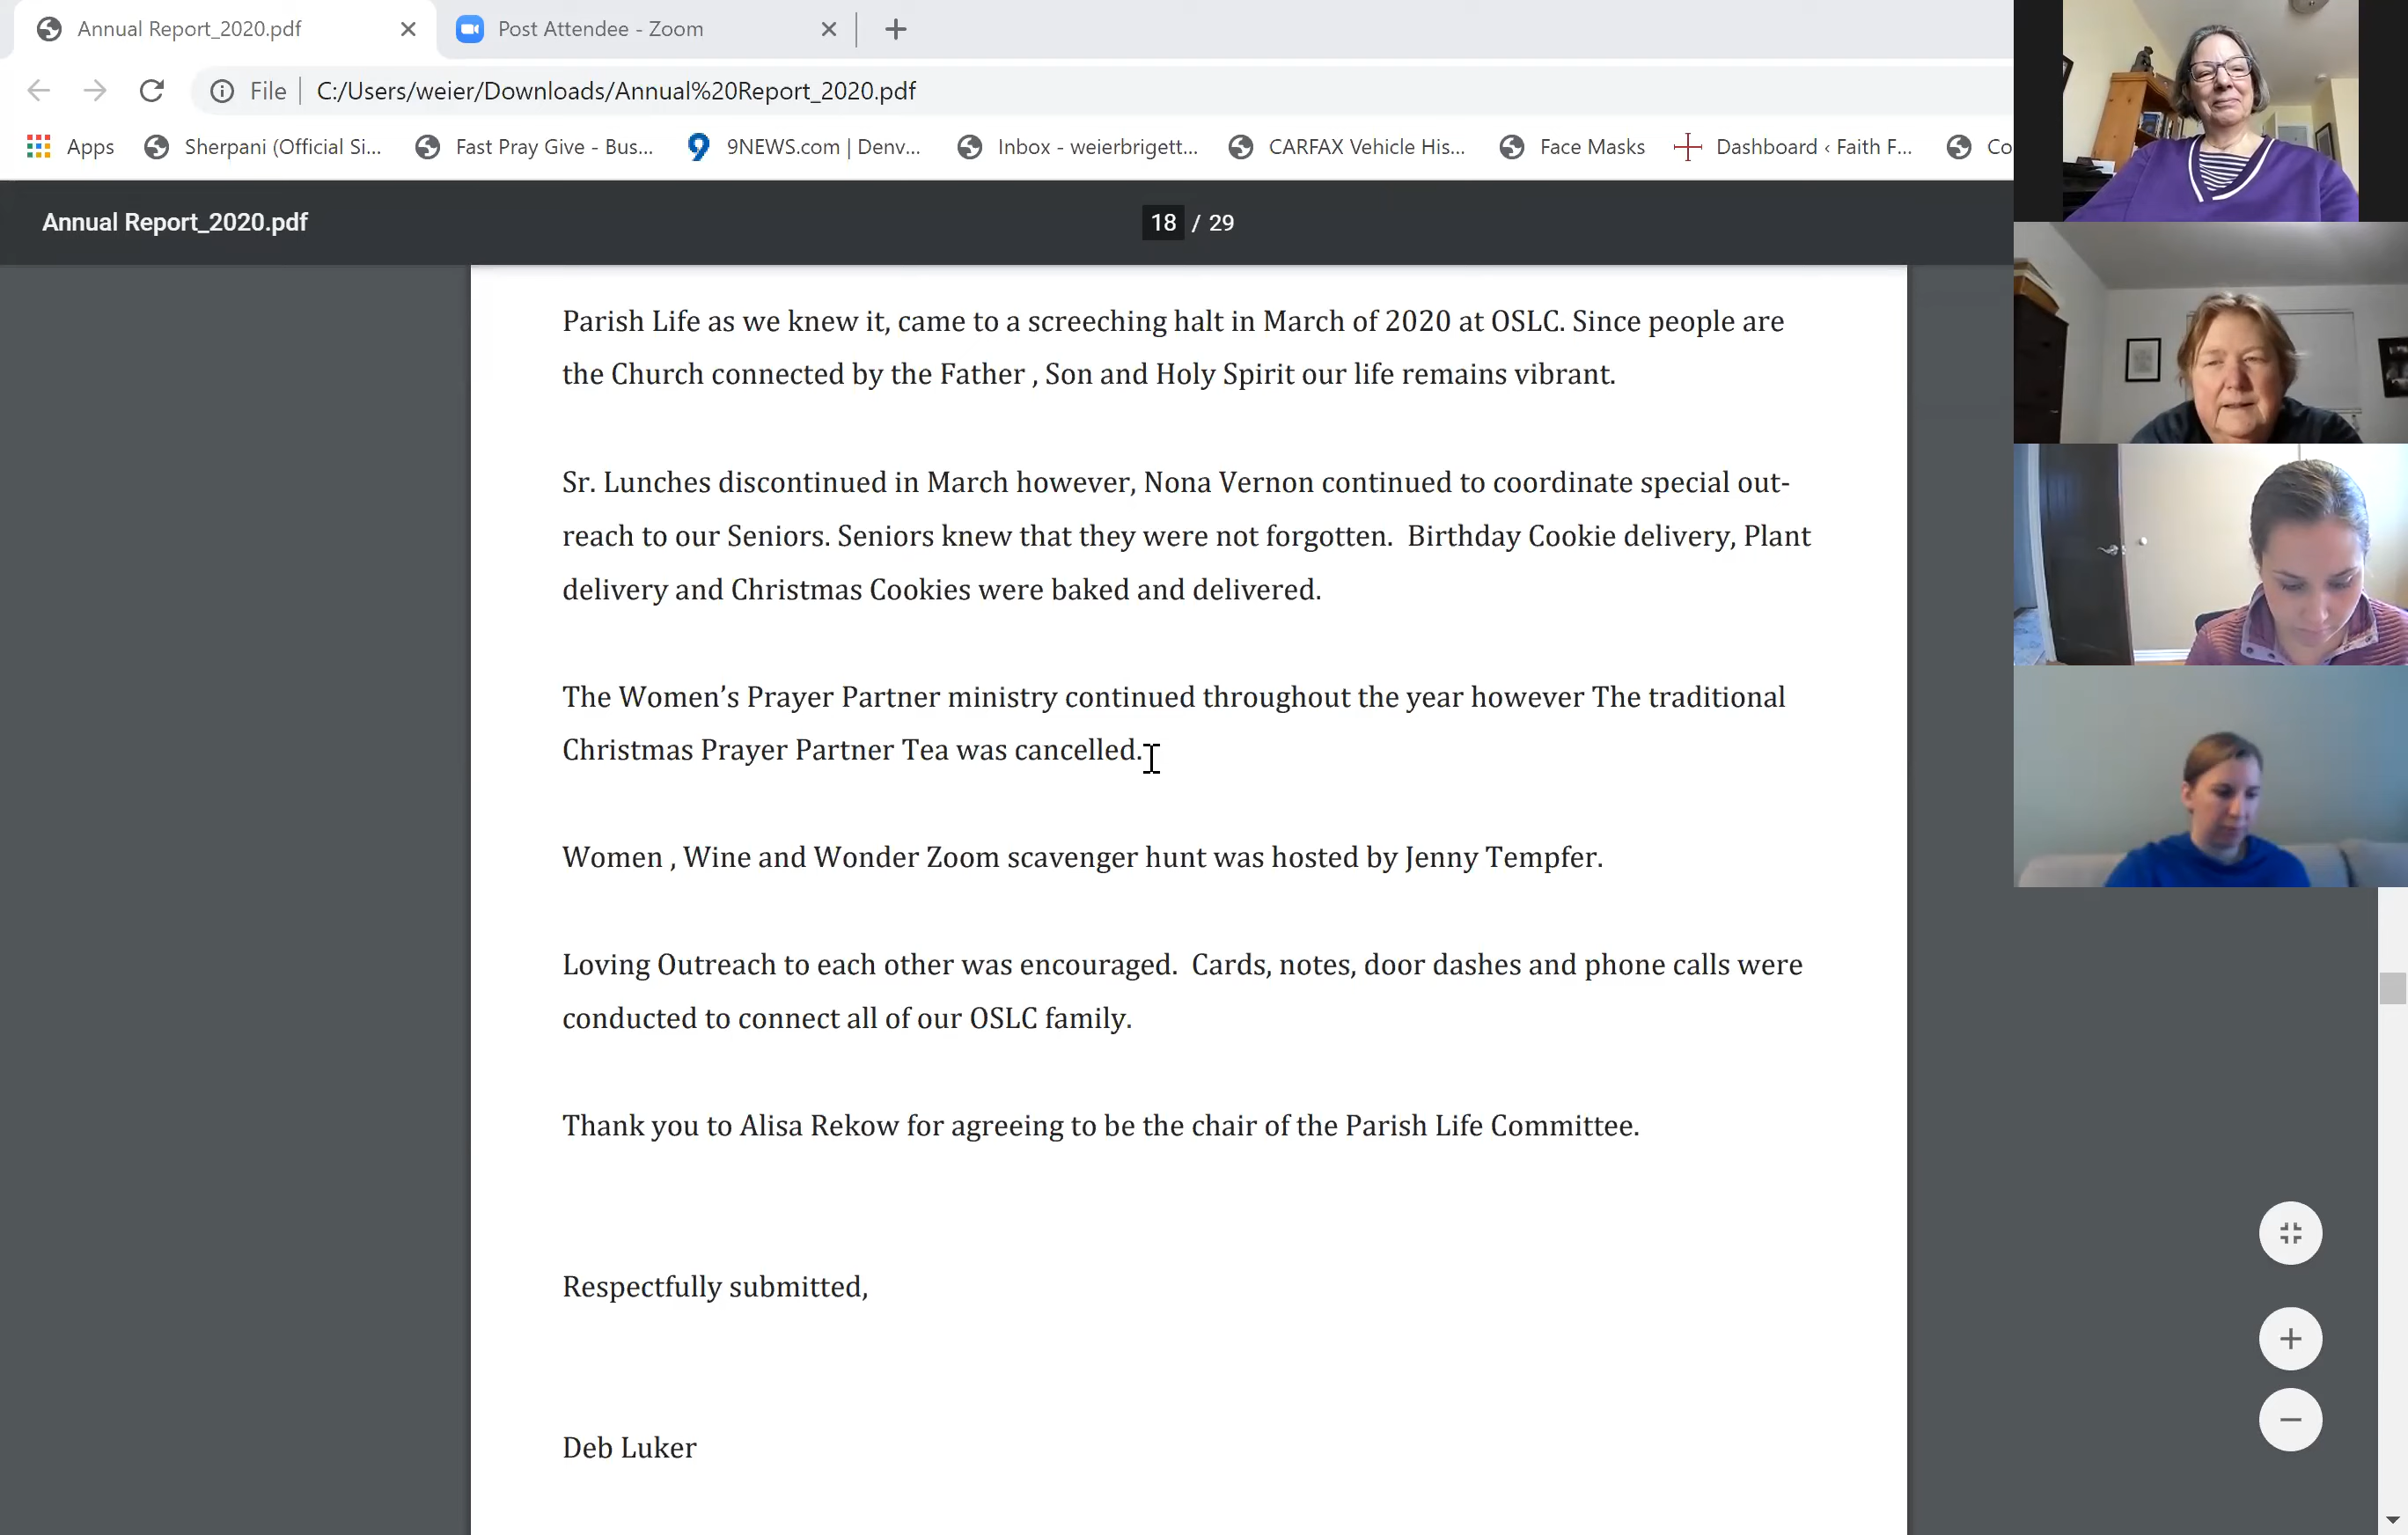 Annual Report_2020.pdf
Post Attendee - Zoom
File
C:/Users/weier/Downloads/Annual%20Report_2020.pdf
Apps
Sherpani (Official Si...
Fast Pray Give - Bus...
9NEWS.com | Denv...
Inbox - weierbrigett...
CARFAX Vehicle His...
Face Masks
Dashboard ‹ Faith F...
Co
Annual Report_2020.pdf
18 / 29
Parish Life as we knew it, came to a screeching halt in March of 2020 at OSLC. Since people are
the Church connected by the Father , Son and Holy Spirit our life remains vibrant.
Sr. Lunches discontinued in March however, Nona Vernon continued to coordinate special out-
reach to our Seniors. Seniors knew that they were not forgotten.  Birthday Cookie delivery, Plant
delivery and Christmas Cookies were baked and delivered.
The Women’s Prayer Partner ministry continued throughout the year however The traditional
Christmas Prayer Partner Tea was cancelled.
Women , Wine and Wonder Zoom scavenger hunt was hosted by Jenny Tempfer.
Loving Outreach to each other was encouraged.  Cards, notes, door dashes and phone calls were
conducted to connect all of our OSLC family.
Thank you to Alisa Rekow for agreeing to be the chair of the Parish Life Committee.
Respectfully submitted,
Deb Luker